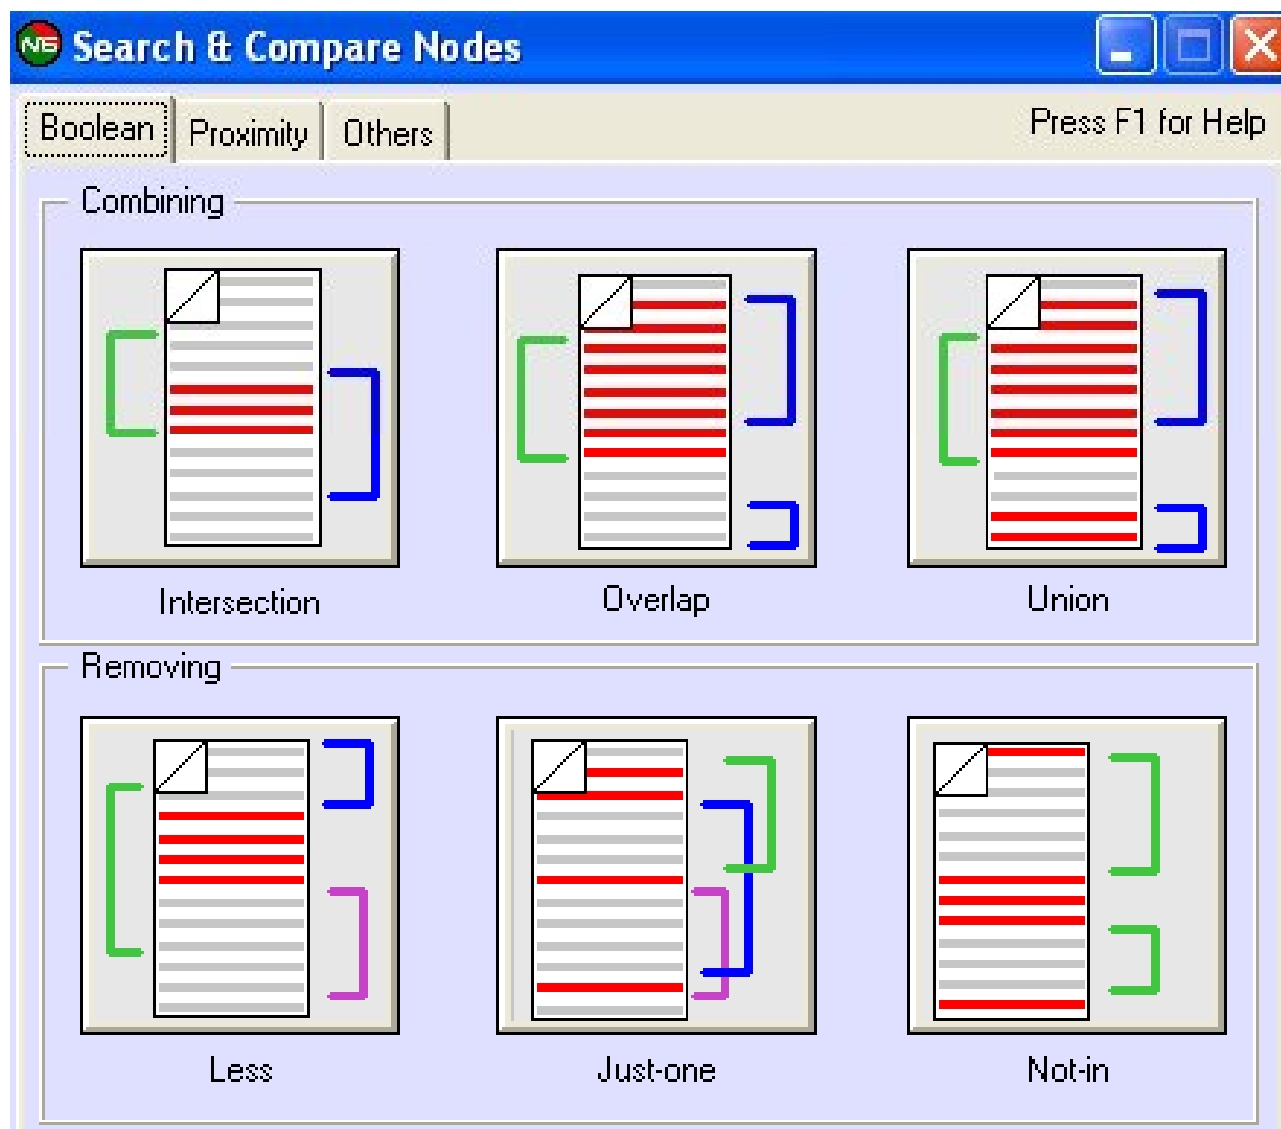 N6 Search & Compare Nodes
Boolean Proximity Others Press F1 for Help
Combining
Intersection Overlap Union
Removing
Less Just-one Not-in